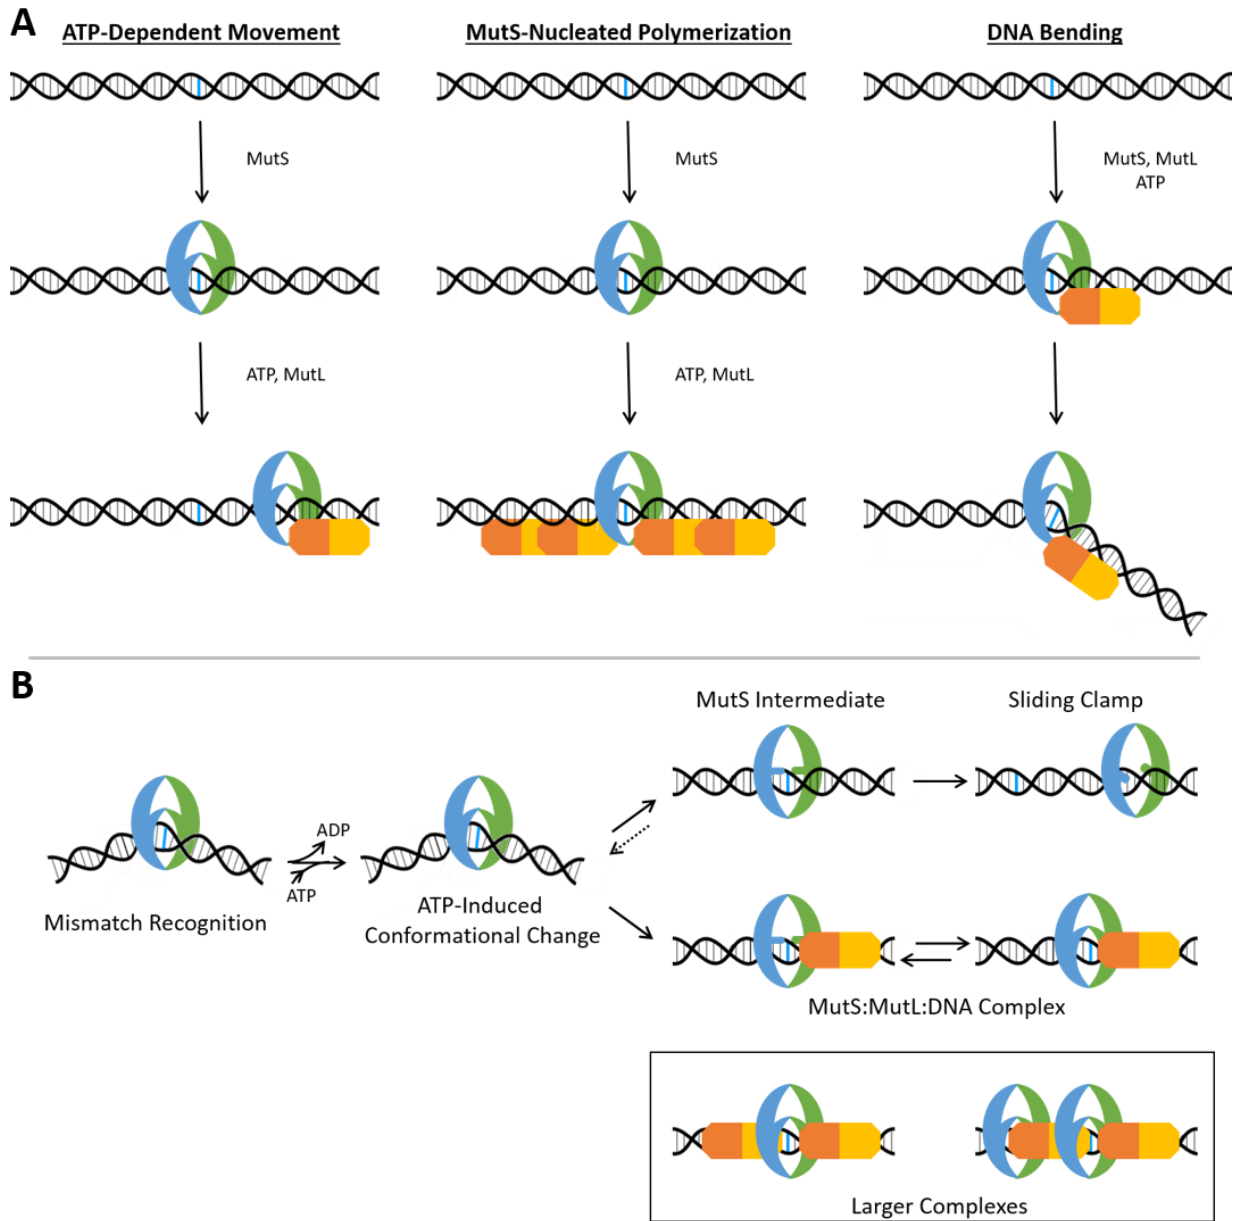 A
ATP-Dependent Movement
MutS-Nucleated Polymerization
DNA Bending
MutS
MutS
MutS, MutL
ATP
ATP, MutL
ATP, MutL
B
MutS Intermediate
Sliding Clamp
ADP
ATP
Mismatch Recognition
ATP-Induced
Conformational Change
MutS:MutL:DNA Complex
Larger Complexes